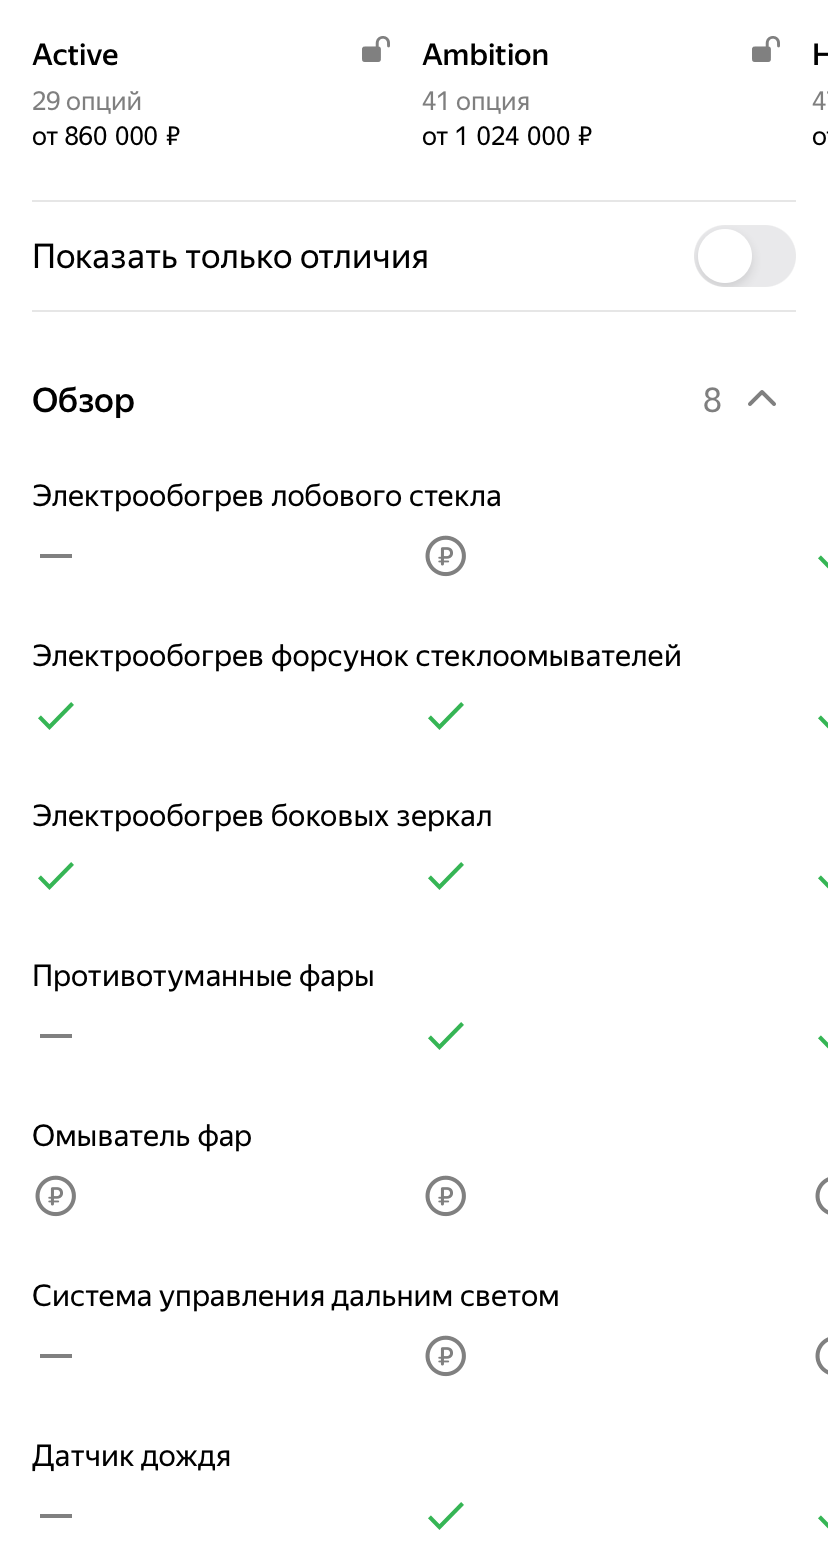 Active
Ambition
29 опций
41 опция
от 860 000 ₽
от 1 024 000 ₽
Показать только отличия
Обзор 8
Электрообогрев лобового стекла
₽
Электрообогрев форсунок стеклоомывателей
Электрообогрев боковых зеркал
Противотуманные фары
Омыватель фар
₽ ₽
Система управления дальним светом
₽
Датчик дождя